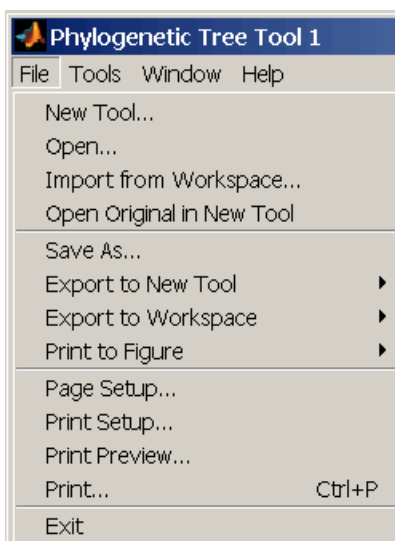 Phylogenetic Tree Tool 1
File Tools Window Help
New Tool...
Open...
Import from Workspace...
Open Original in New Tool
Save As...
Export to New Tool
Export to Workspace
Print to Figure
Page Setup...
Print Setup...
Print Preview...
Print... Ctrl+P
Exit